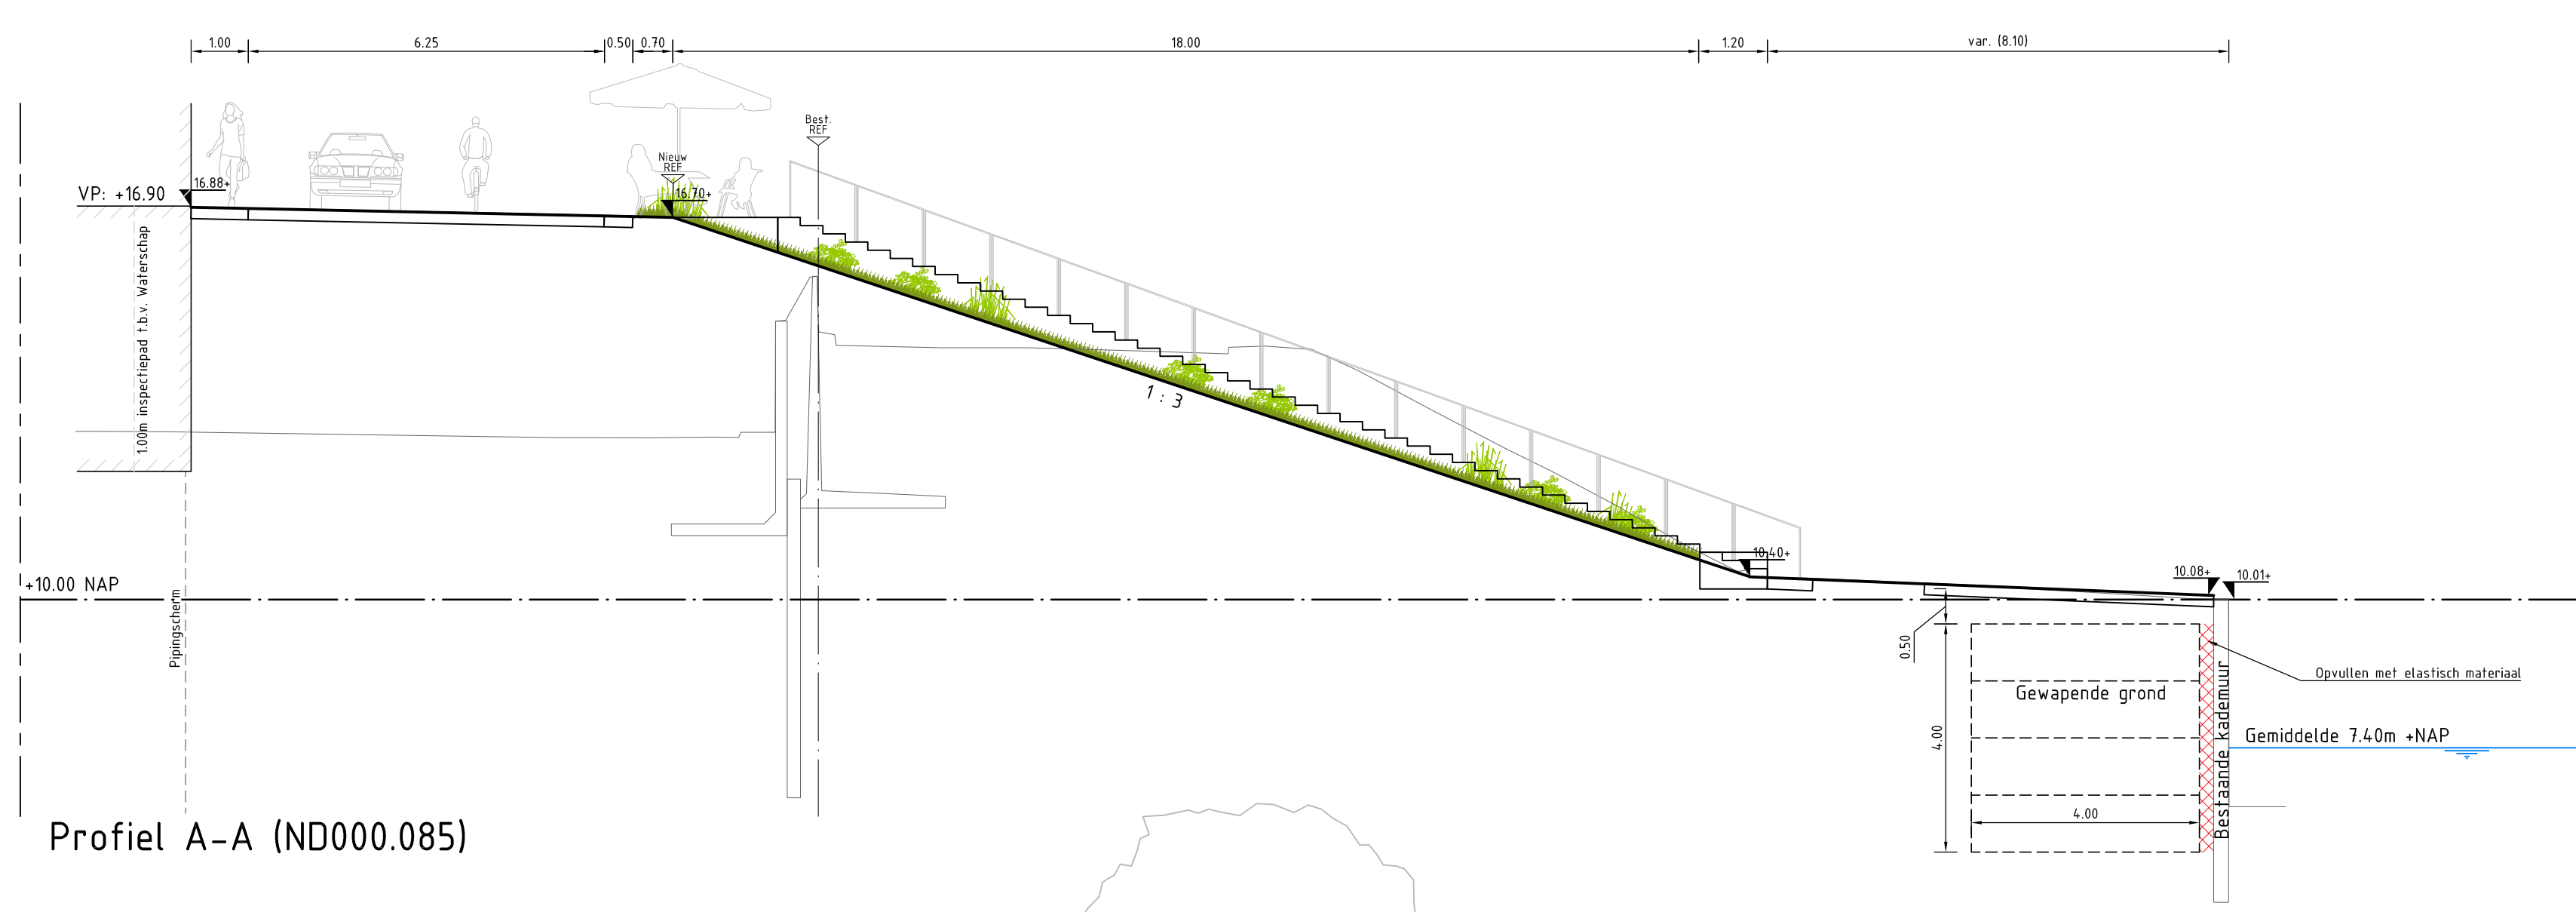 1.00
6.25
0.50
0.70
18.00
1.20
var. (8.10)
Best.
REF
Nieuw
REF
VP: +16.90
16.88+
16.70+
1.00m inspectiepad t.b.v. Waterschap
1 : 3
10.40+
10.08+
10.01+
+10.00 NAP
Pipingscherm
0.50
Opvullen met elastisch materiaal
Gewapende grond
4.00
Bestaande kademuur
Gemiddelde 7.40m +NAP
4.00
Profiel A-A (ND000.085)